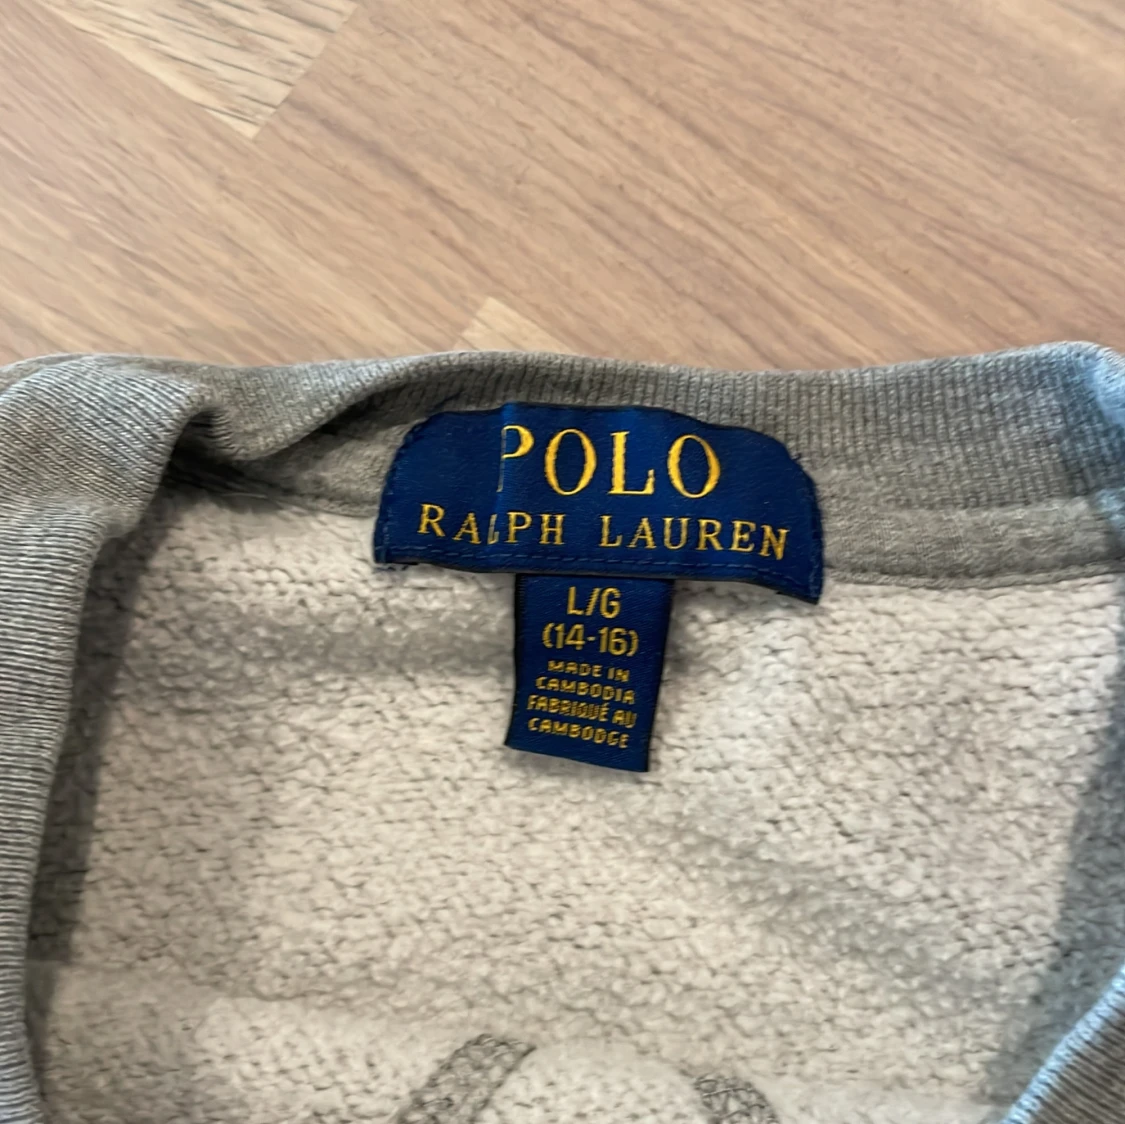 POLO
RALPH LAUREN
L/G
(14-16)
MADE IN
CAMBODIA
FABRIQUÉ AU
CAMBODGE